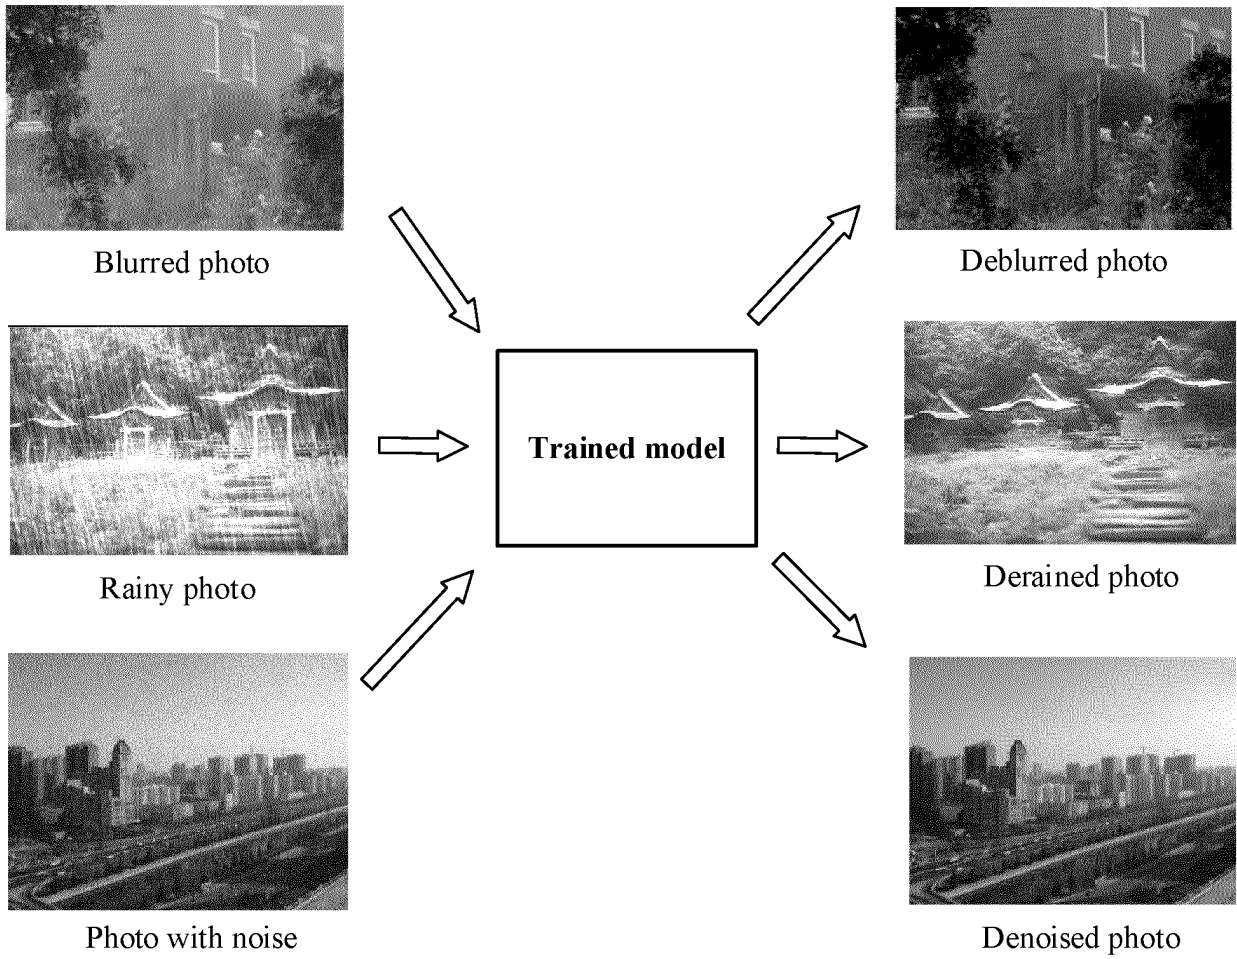 Blurred photo
Deblurred photo
Trained model
Rainy photo
Derained photo
Photo with noise
Denoised photo